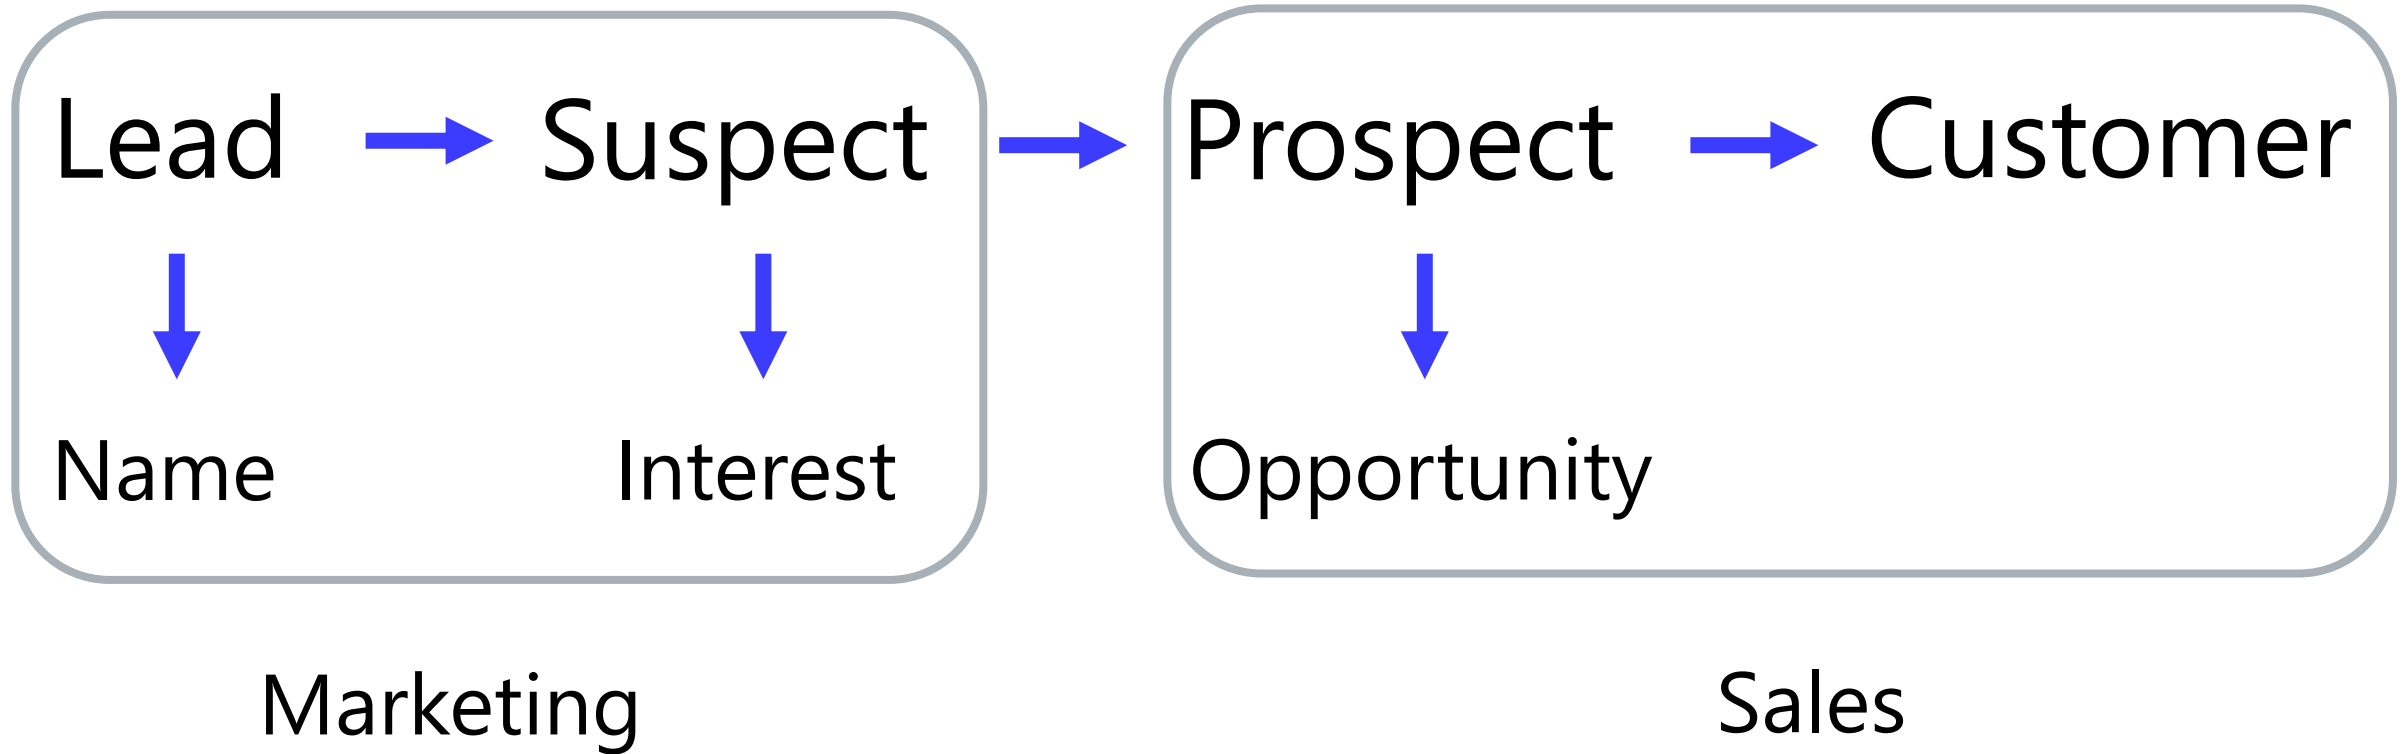 Lead Suspect Prospect Customer
Name Interest Opportunity
Marketing Sales